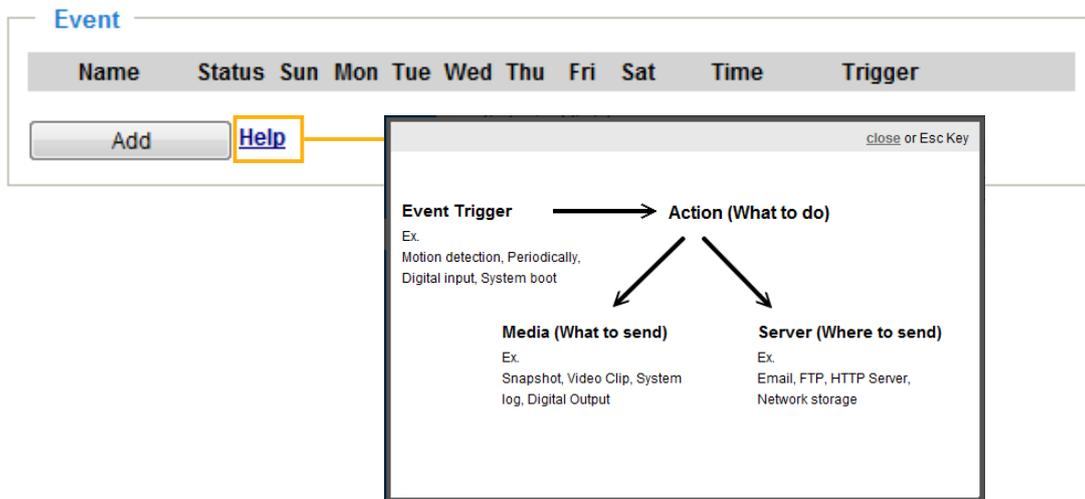 Event
Name Status Sun Mon Tue Wed Thu Fri Sat Time Trigger
Add Help
close or Esc Key
Event Trigger
Ex.
Motion detection, Periodically,
Digital input, System boot
Action (What to do)
Media (What to send)
Ex.
Snapshot, Video Clip, System
log, Digital Output
Server (Where to send)
Ex.
Email, FTP, HTTP Server,
Network storage